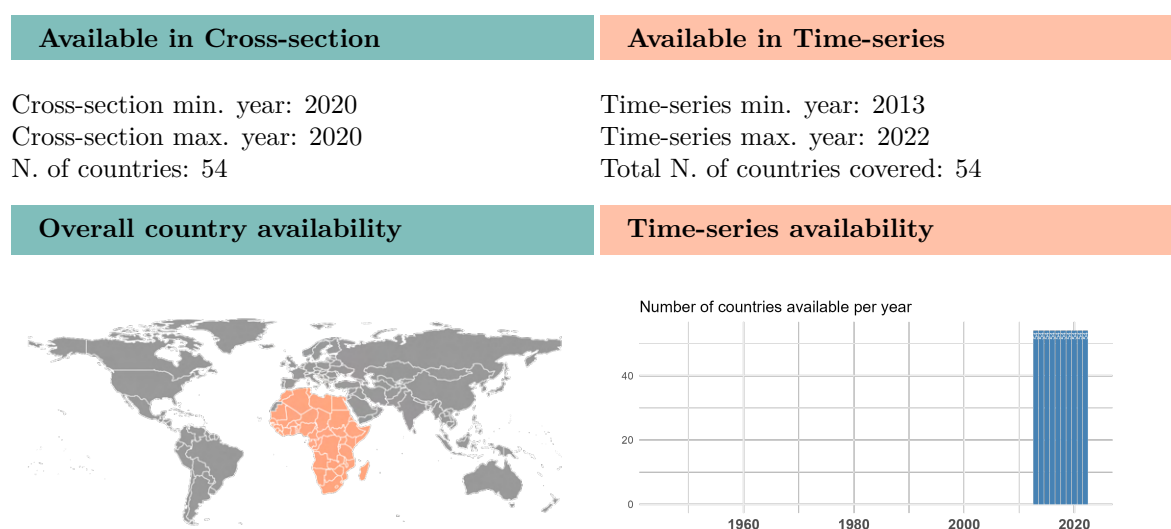 Available in Cross-section
Available in Time-series
Cross-section min. year: 2020
Cross-section max. year: 2020
N. of countries: 54
Time-series min. year: 2013
Time-series max. year: 2022
Total N. of countries covered: 54
Overall country availability
Time-series availability
Number of countries available per year
40
20
0
1960
1980
2000
2020